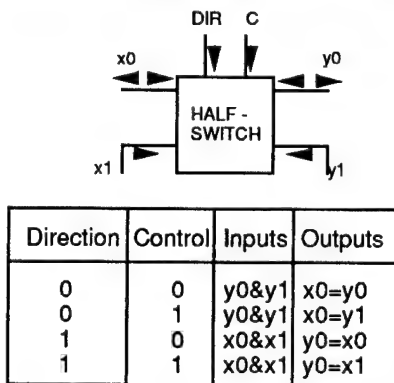 DIR C
x0 y0
HALF -
SWITCH
x1 y1
Direction Control Inputs Outputs
0 0 y0&y1 x0=y0
0 1 y0&y1 x0=y1
1 0 x0&x1 y0=x0
1 1 x0&x1 y0=x1